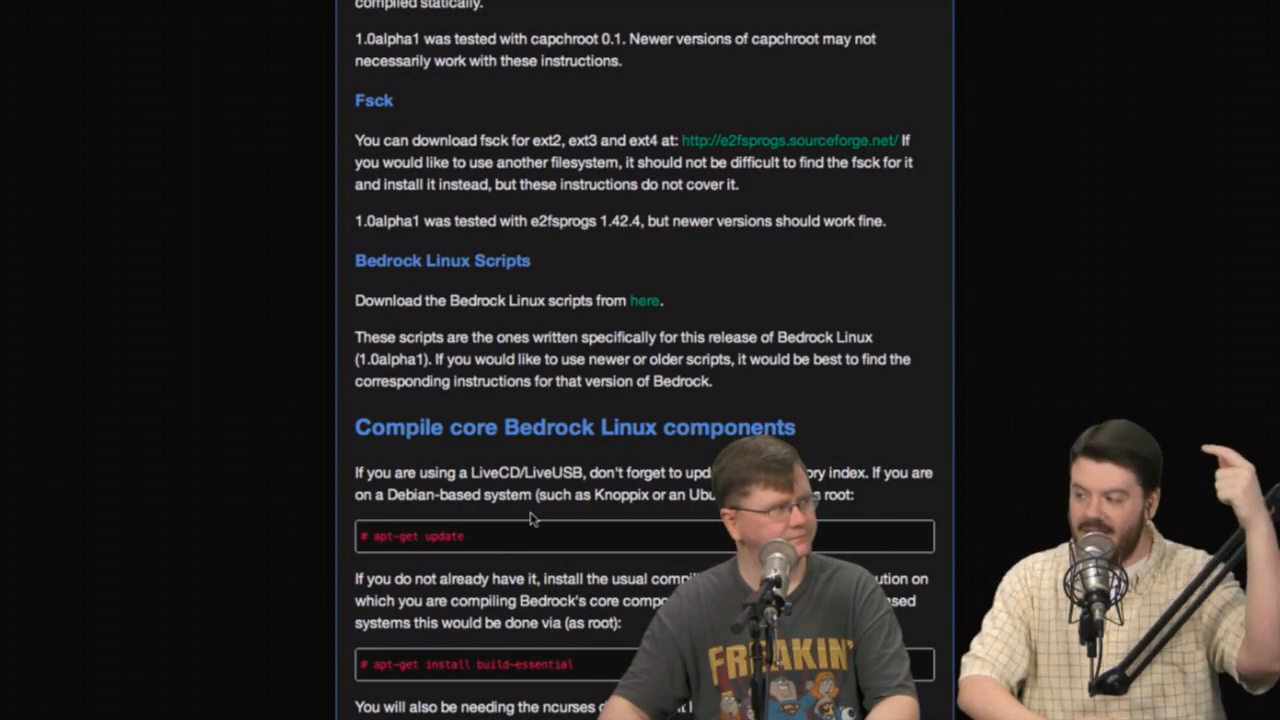 compiled statically.
1.0alpha1 was tested with capchroot 0.1. Newer versions of capchroot may not
necessarily work with these instructions.
Fsck
You can download fsck for ext2, ext3 and ext4 at: http://e2fsprogs.sourceforge.net/ If
you would like to use another filesystem, it should not be difficult to find the fsck for it
and install it instead, but these instructions do not cover it.
1.0alpha1 was tested with e2fsprogs 1.42.4, but newer versions should work fine.
Bedrock Linux Scripts
Download the Bedrock Linux scripts from here.
These scripts are the ones written specifically for this release of Bedrock Linux
(1.0alpha1). If you would like to use newer or older scripts, it would be best to find the
corresponding instructions for that version of Bedrock.
Compile core Bedrock Linux components
If you are using a LiveCD/LiveUSB, don't forget to upd ory index. If you are
on a Debian-based system (such as Knoppix or an Ubu s root:
# apt-get update
If you do not already have it, install the usual compi ution on
which you are compiling Bedrock's core compo sed
systems this would be done via (as root):
# apt-get install build-essential
You will also be needing the ncurses
FREAKIN'